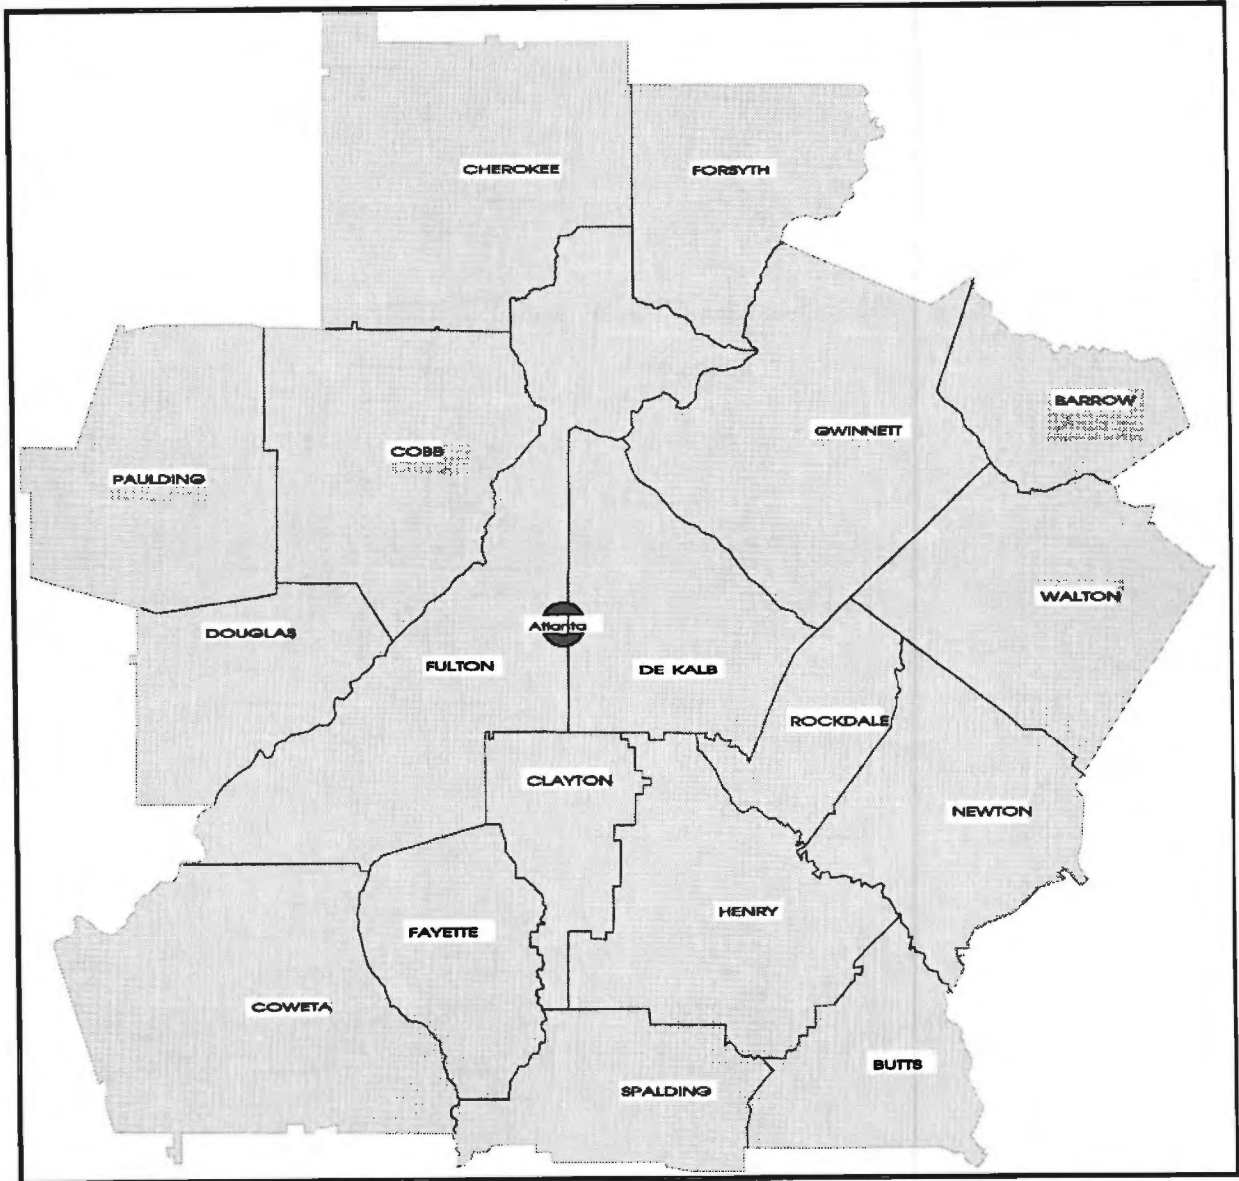 CHEROKEE
FORSYTH
BARROW
GWINNETT
COBB
PAULDING
WALTON
Atlanta
DOUGLAS
FULTON
DE KALB
ROCKDALE
CLAYTON
NEWTON
HENRY
FAYETTE
COWETA
BUTTS
SPALDING